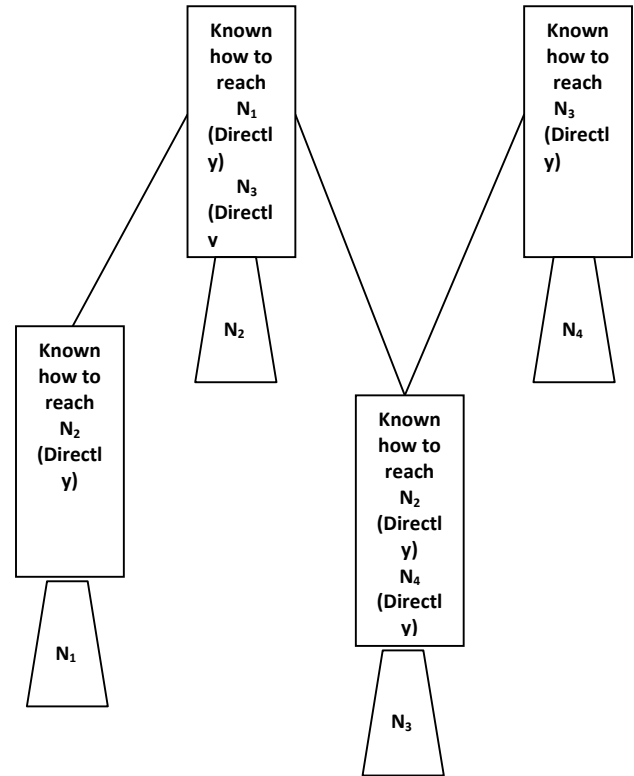 Known
how to
reach
N₁
(Directl
y)
N₃
(Directl
y
N₂
Known
how to
reach
N₃
(Directl
y)
N₄
Known
how to
reach
N₂
(Directl
y)
N₁
Known
how to
reach
N₂
(Directl
y)
N₄
(Directl
y)
N₃